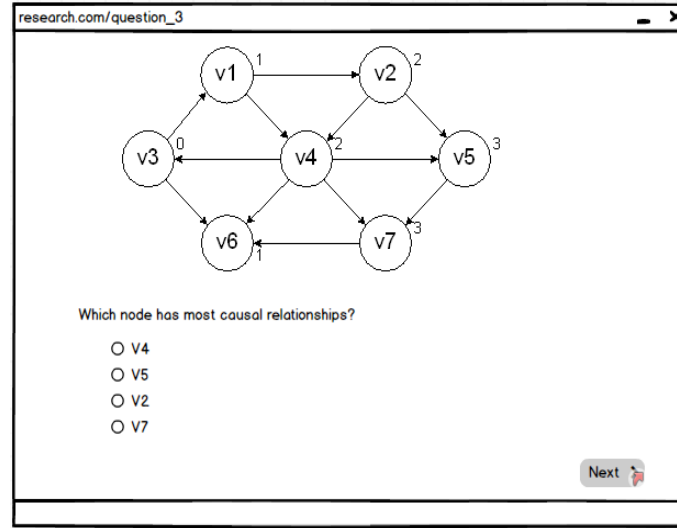 research.com/question_3
1
2
v1
v2
0
2
3
v3
v4
v5
3
v6
v7
1
Which node has most causal relationships?
V4
V5
V2
V7
Next